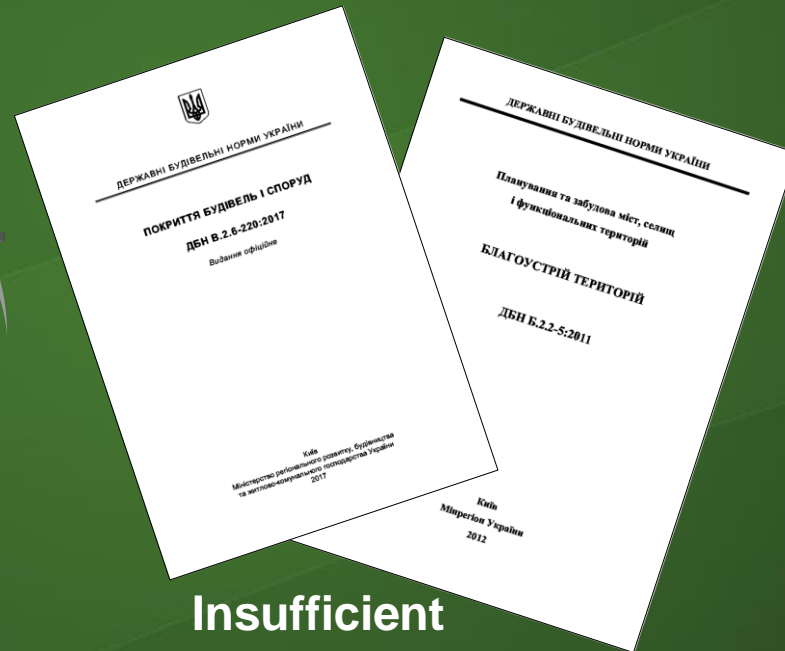 ДЕРЖАВНІ БУДІВЕЛЬНІ НОРМИ УКРАЇНИ
ПОКРИТТЯ БУДІВЕЛЬ І СПОРУД
ДБН В.2.6-220:2017
Видання офіційне
Київ
Міністерство регіонального розвитку, будівництва
та житлово-комунального господарства України
2017
ДЕРЖАВНІ БУДІВЕЛЬНІ НОРМИ УКРАЇНИ
Планування та забудова міст, селищ
і функціональних територій
БЛАГОУСТРІЙ ТЕРИТОРІЙ
ДБН Б.2.2-5:2011
Київ
Мінрегіон України
2012
Insufficient